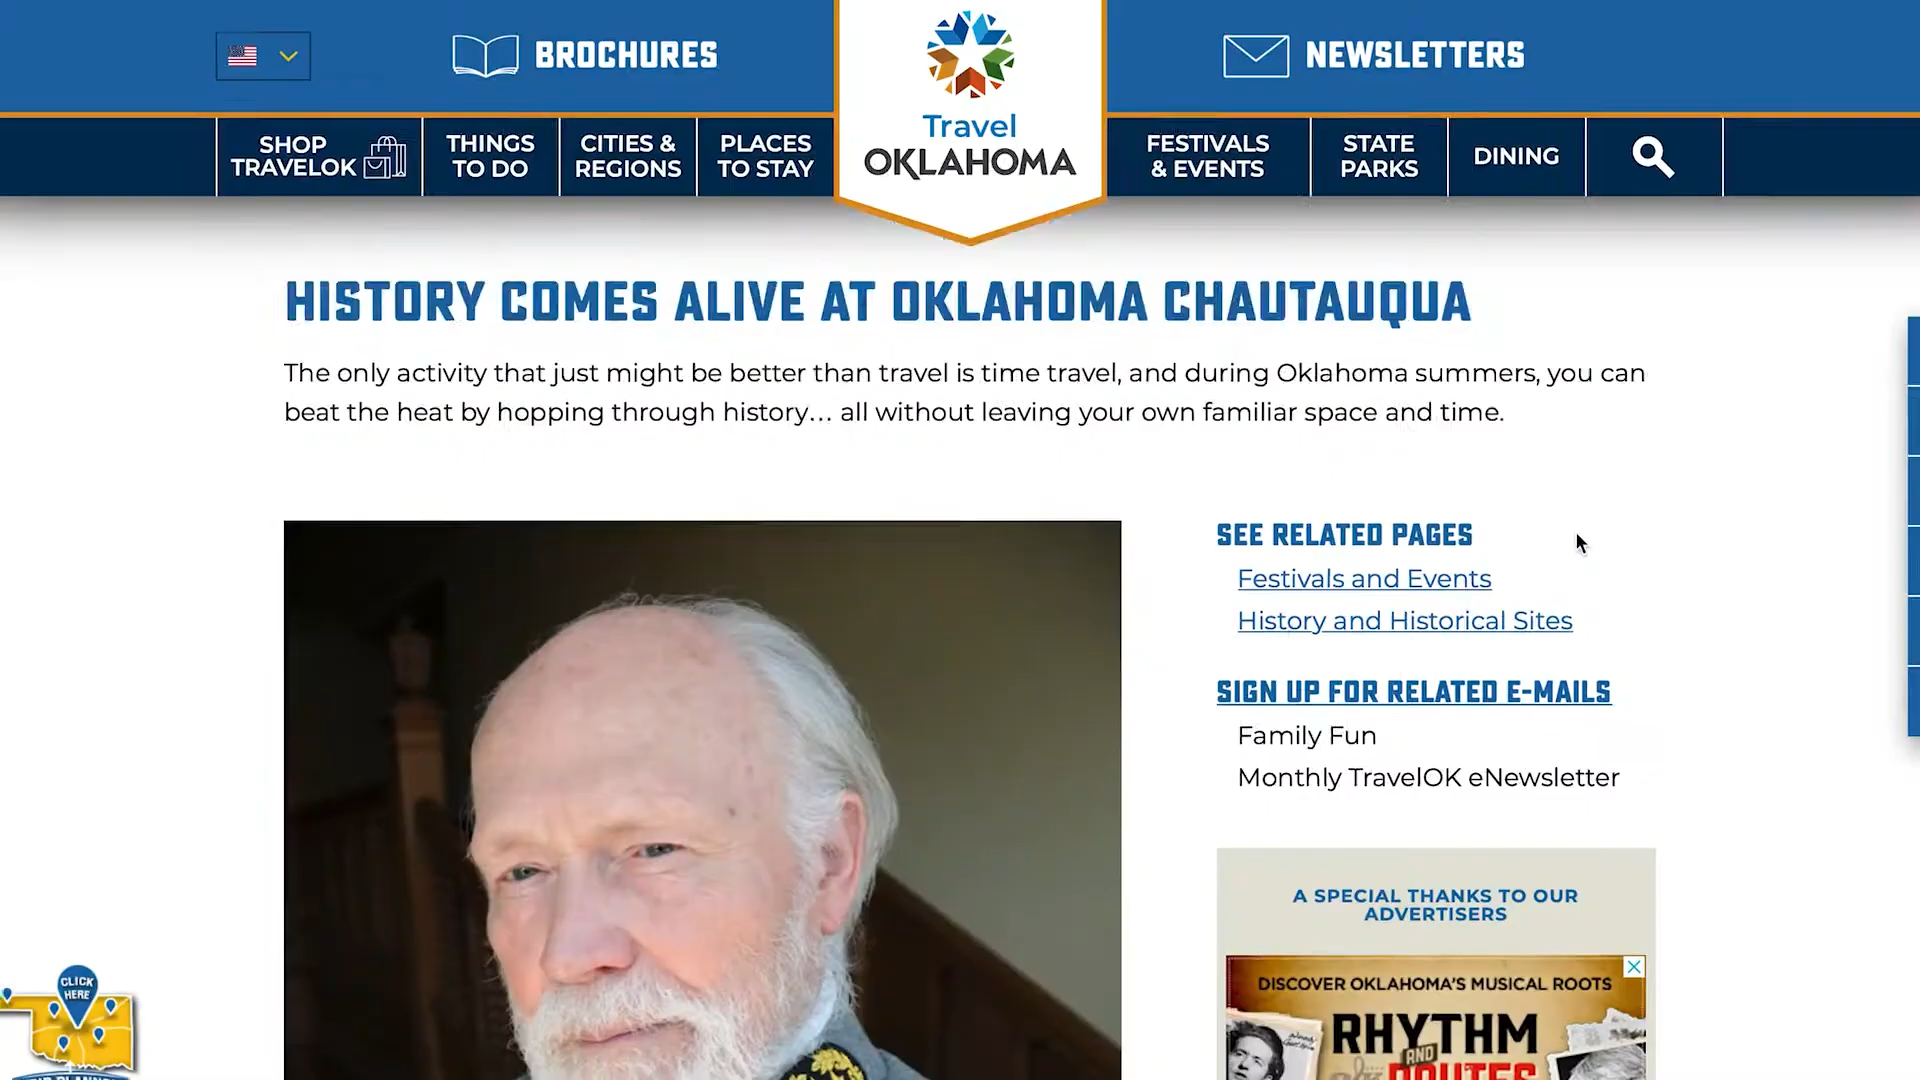 BROCHURES
NEWSLETTERS
Travel
OKLAHOMA
SHOP
TRAVELOK
THINGS
TO DO
CITIES &
REGIONS
PLACES
TO STAY
FESTIVALS
& EVENTS
STATE
PARKS
DINING
HISTORY COMES ALIVE AT OKLAHOMA CHAUTAUQUA
The only activity that just might be better than travel is time travel, and during Oklahoma summers, you can
beat the heat by hopping through history… all without leaving your own familiar space and time.
SEE RELATED PAGES
Festivals and Events
History and Historical Sites
SIGN UP FOR RELATED E-MAILS
Family Fun
Monthly TravelOK eNewsletter
A SPECIAL THANKS TO OUR
ADVERTISERS
DISCOVER OKLAHOMA'S MUSICAL ROOTS
RHYTHM
AND
ROUTES
CLICK
HERE